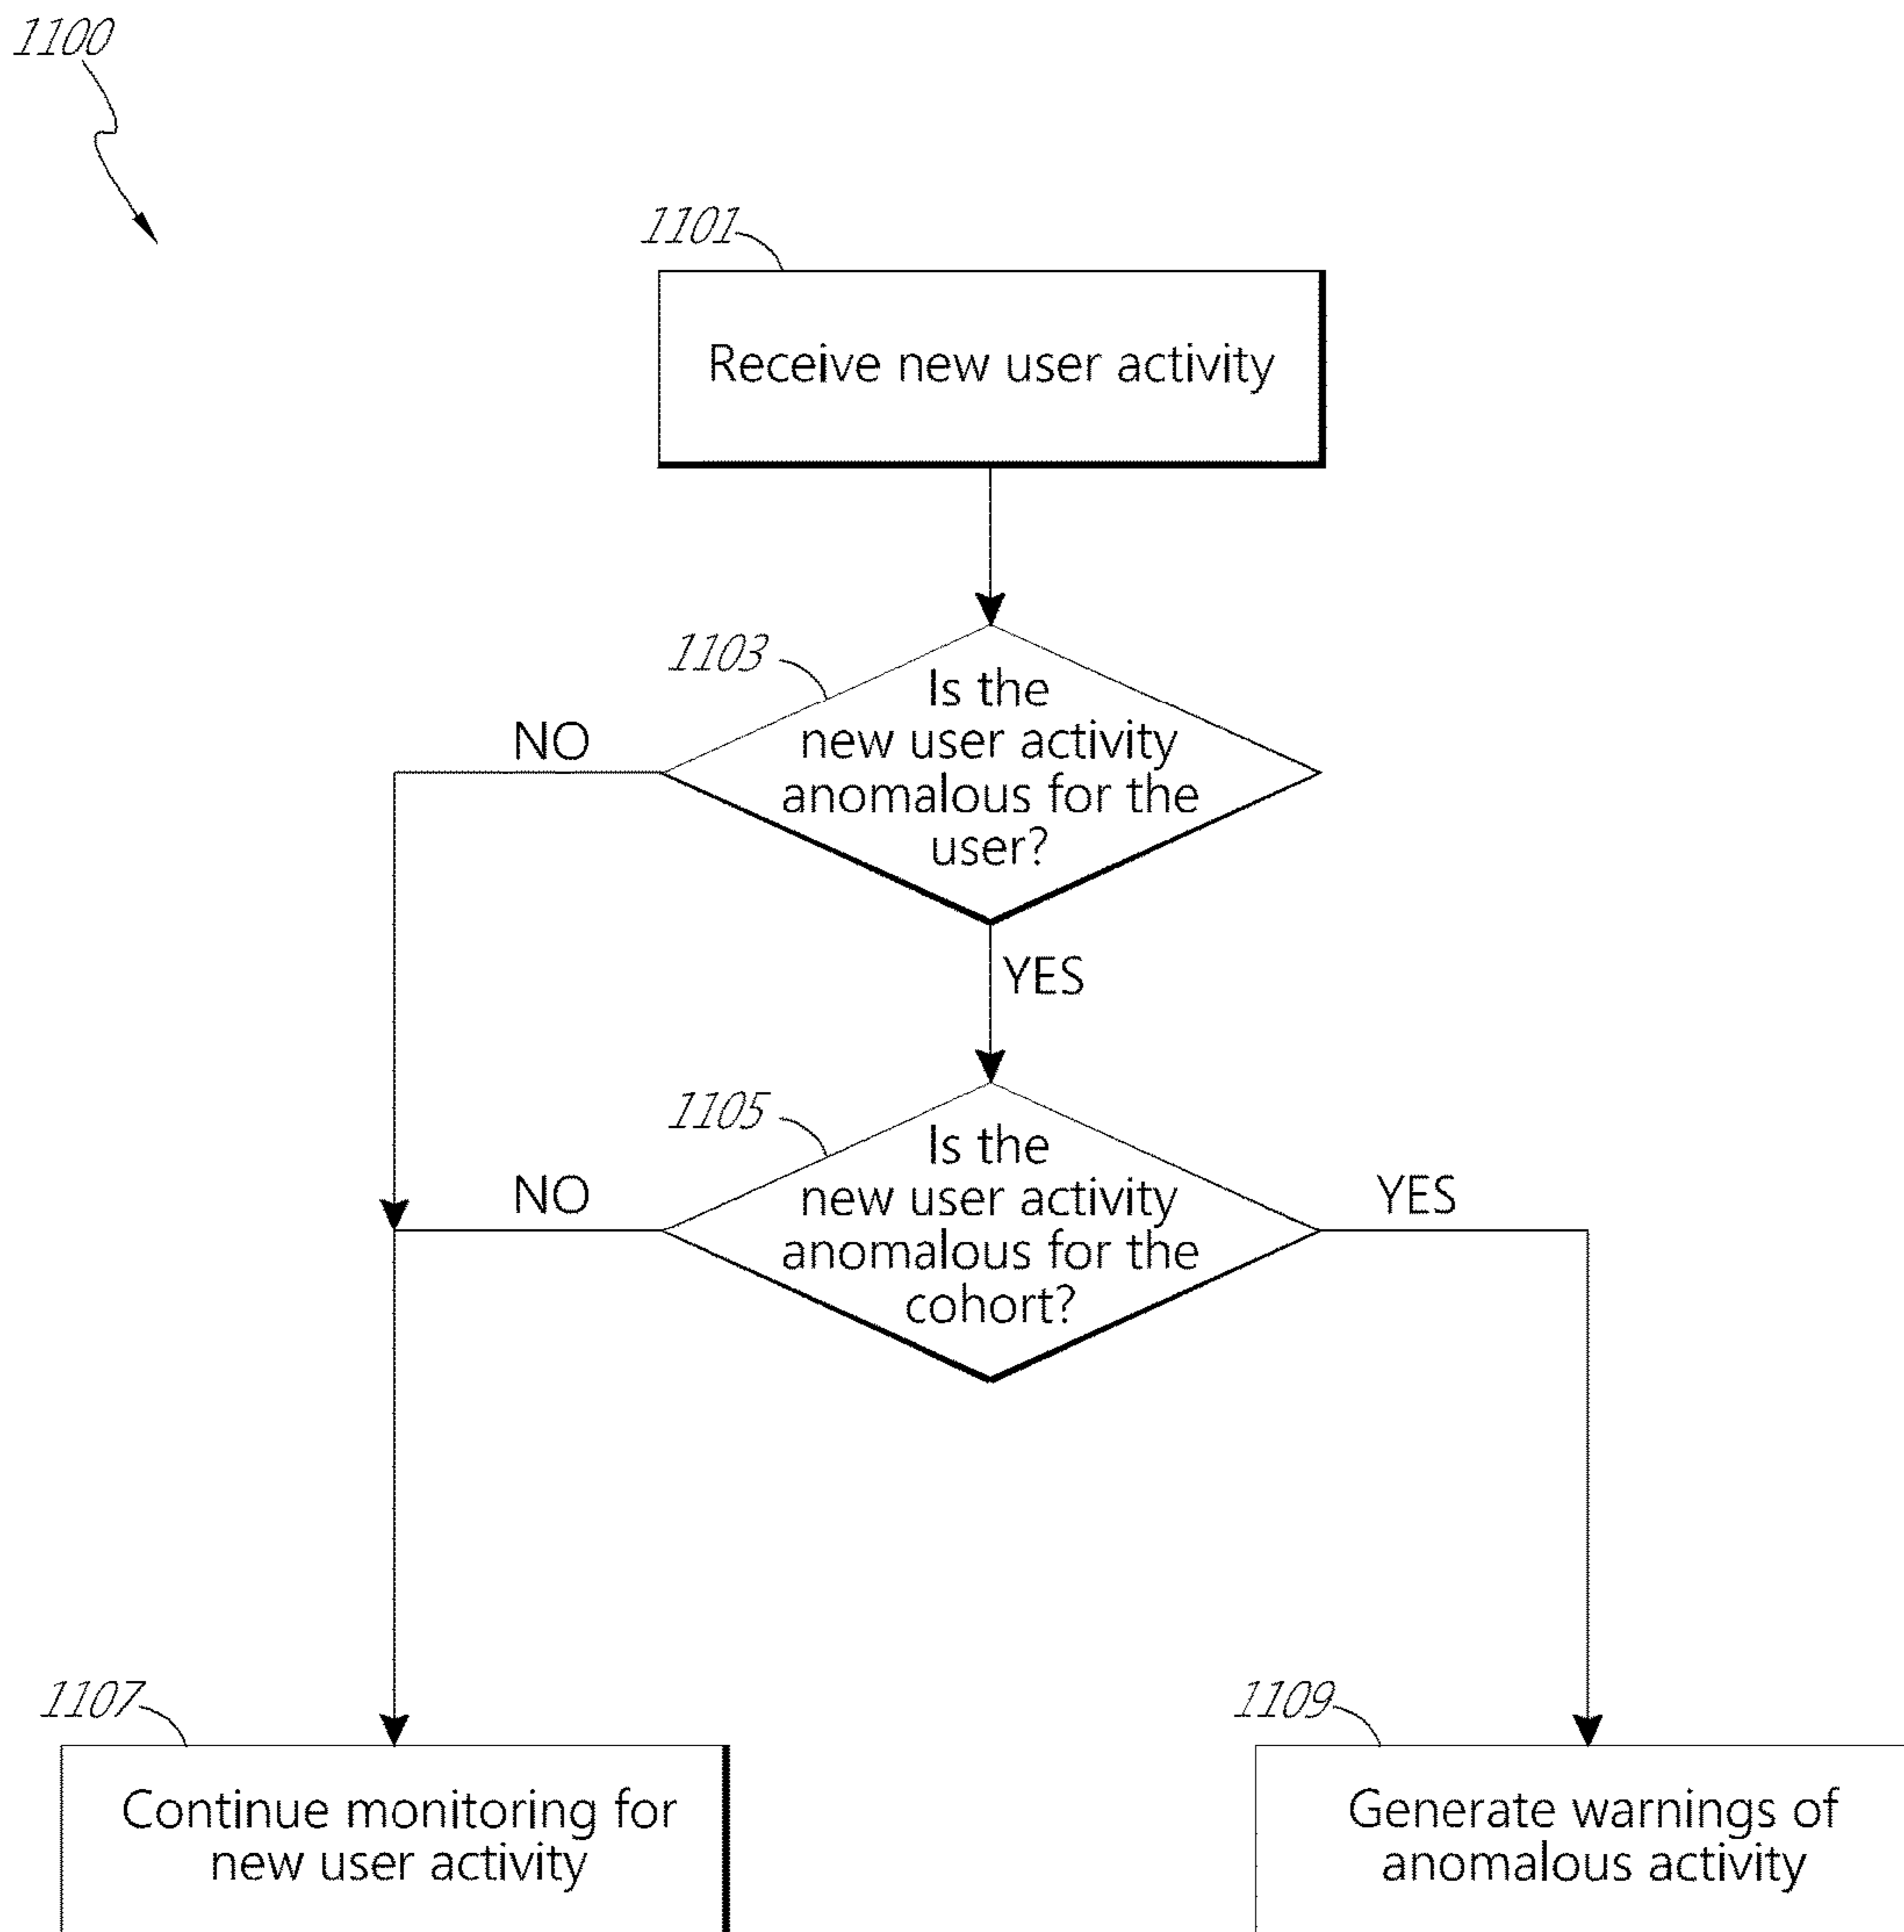 1100
1101
Receive new user activity
1103
Is the
new user activity
anomalous for the
user?
NO
YES
1105
Is the
new user activity
anomalous for the
cohort?
NO
YES
1107
Continue monitoring for
new user activity
1109
Generate warnings of
anomalous activity